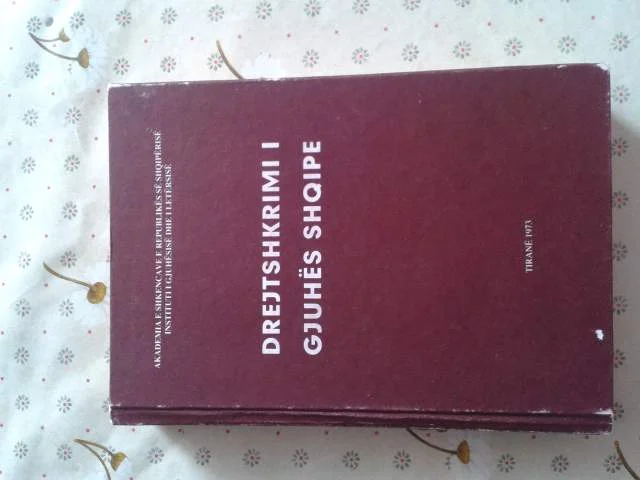 AKADEMIA E SHKENCAVE E REPUBLIKËS SË SHQIPËRISË
INSTITUTI I GJUHËSISË DHE I LETËRSISË
DREJTSHKRIMI I
GJUHËS SHQIPE
TIRANË 1973